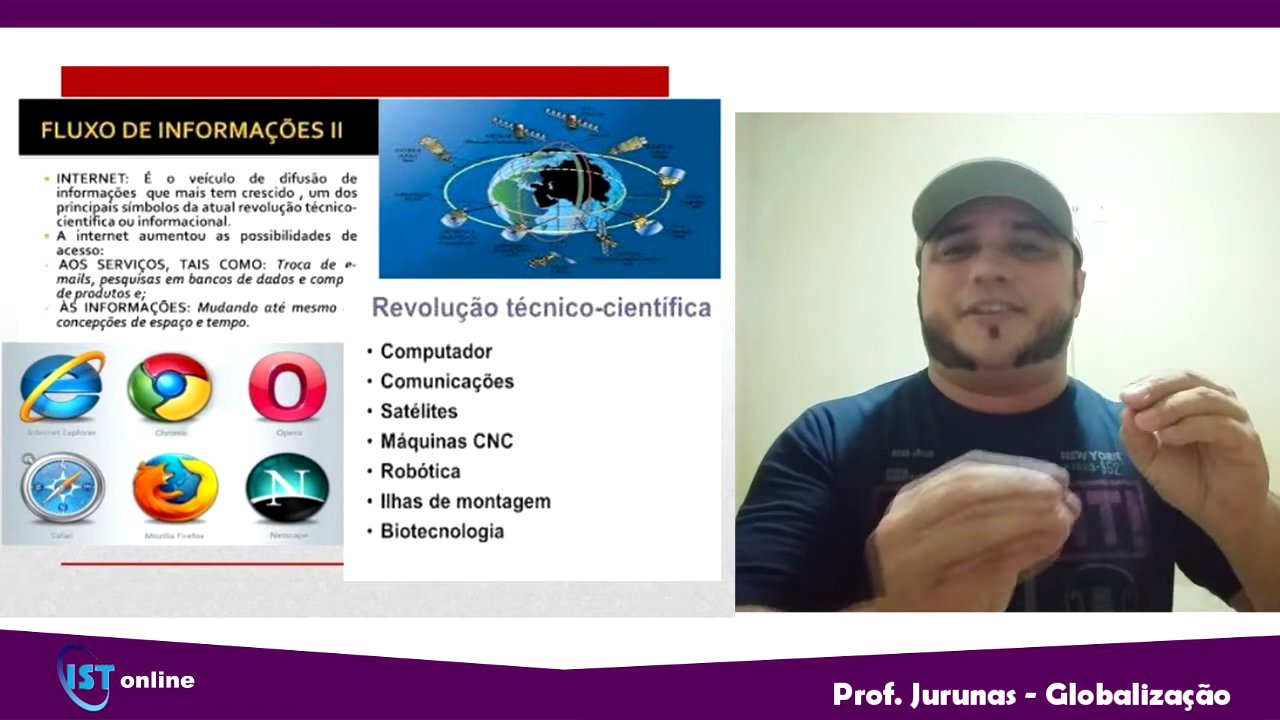 FLUXO DE INFORMAÇÕES II
INTERNET: É o veículo de difusão de
informações que mais tem crescido , um dos
principais símbolos da atual revolução técnico-
científica ou informacional.
A internet aumentou as possibilidades de
acesso:
AOS SERVIÇOS, TAIS COMO: Troca de e-
mails, pesquisas em bancos de dados e comp
de produtos e;
ÀS INFORMAÇÕES: Mudando até mesmo
concepções de espaço e tempo.
Internet Explorer
Chrome
Opera
Safari
Mozilla Firefox
Netscape
Revolução técnico-científica
• Computador
• Comunicações
• Satélites
• Máquinas CNC
• Robótica
• Ilhas de montagem
• Biotecnologia
NEW YORK
IST online
Prof. Jurunas - Globalização